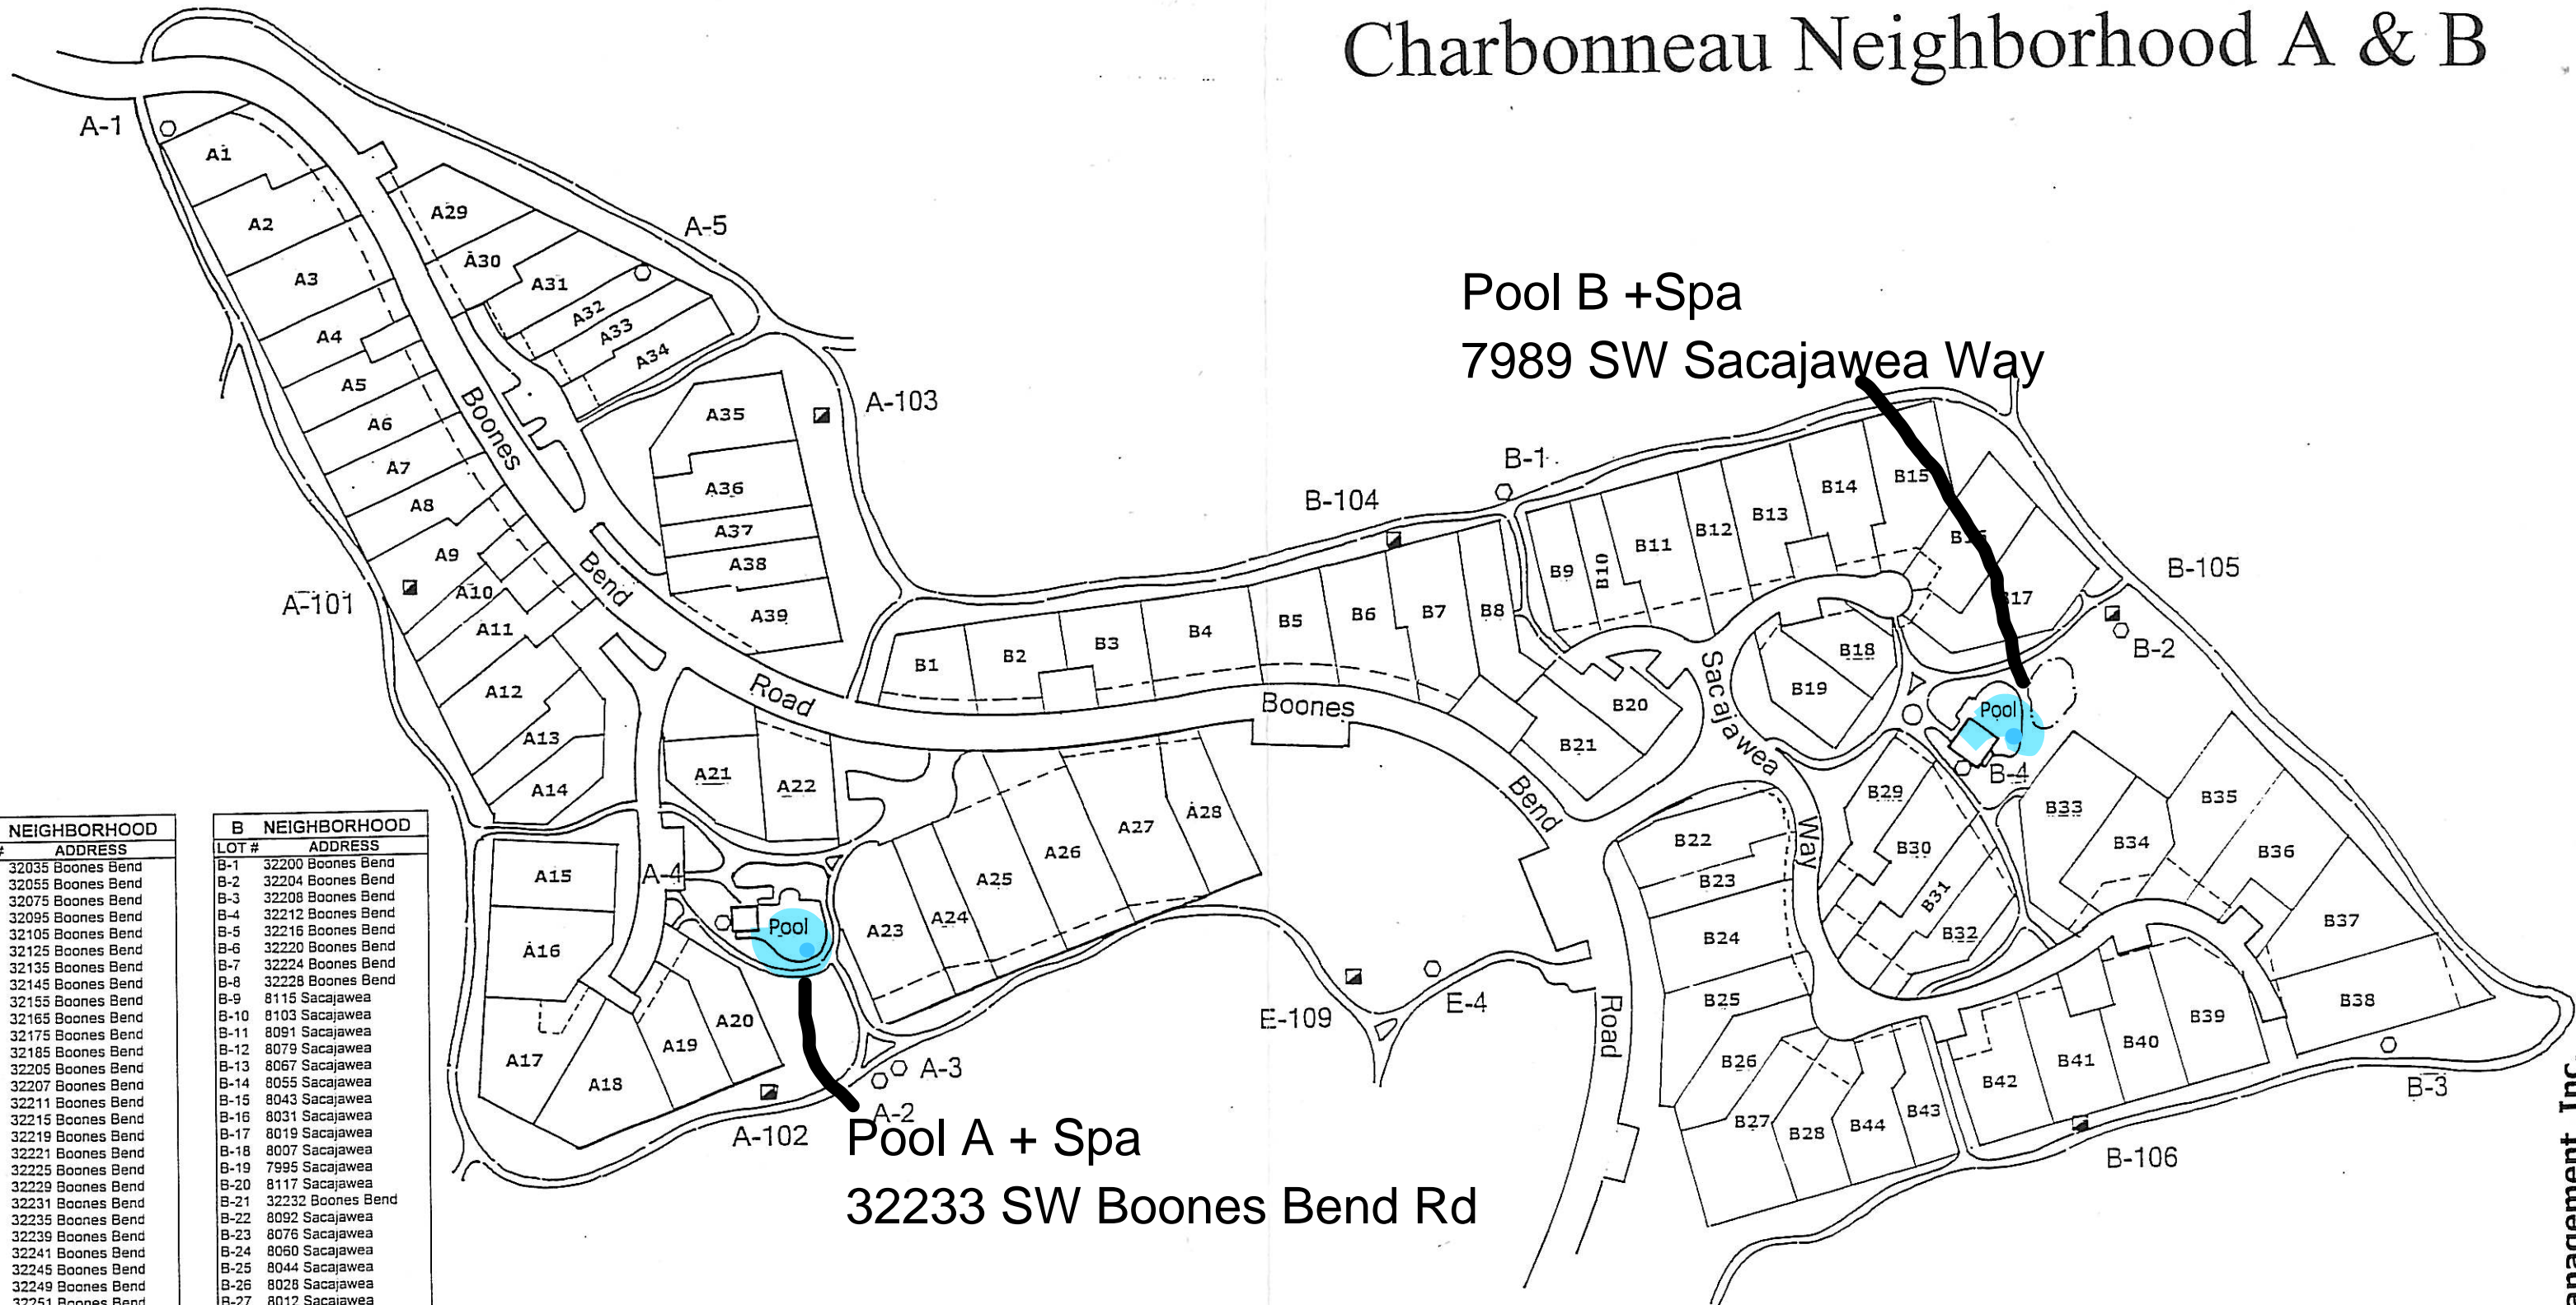 Charbonneau Neighborhood A & B
A-1
A1
A2
A3
A4
A5
A6
A7
A8
A9
A10
A11
A12
A13
A14
A29
A30
A31
A32
A33
A34
A-5
A35
A36
A37
A38
A39
A-103
A-101
Boones
Bend
Road
Pool B +Spa
7989 SW Sacajawea Way
B-104
B-1
B1
B2
B3
B4
B5
B6
B7
B8
B9
B10
B11
B12
B13
B14
B15
B17
B18
B19
B20
B21
B-105
B-2
Pool
B-4
Boones
Bend
Road
Sacajawea
Way
A21
A22
A15
A16
A17
A18
A19
A20
A-4
Pool
A23
A24
A25
A26
A27
A28
A-3
A-2
A-102
E-109
E-4
Pool A + Spa
32233 SW Boones Bend Rd
B22
B23
B24
B25
B26
B27
B28
B44
B43
B29
B30
B31
B32
B33
B34
B35
B36
B37
B38
B39
B40
B41
B42
B-3
B-106
NEIGHBORHOOD
# ADDRESS
32035 Boones Bend
32055 Boones Bend
32075 Boones Bend
32095 Boones Bend
32105 Boones Bend
32125 Boones Bend
32135 Boones Bend
32145 Boones Bend
32155 Boones Bend
32165 Boones Bend
32175 Boones Bend
32185 Boones Bend
32205 Boones Bend
32207 Boones Bend
32211 Boones Bend
32215 Boones Bend
32219 Boones Bend
32221 Boones Bend
32225 Boones Bend
32229 Boones Bend
32231 Boones Bend
32235 Boones Bend
32239 Boones Bend
32241 Boones Bend
32245 Boones Bend
32249 Boones Bend
32251 Boones Bend
B NEIGHBORHOOD
LOT # ADDRESS
B-1 32200 Boones Bend
B-2 32204 Boones Bend
B-3 32208 Boones Bend
B-4 32212 Boones Bend
B-5 32216 Boones Bend
B-6 32220 Boones Bend
B-7 32224 Boones Bend
B-8 32228 Boones Bend
B-9 8115 Sacajawea
B-10 8103 Sacajawea
B-11 8091 Sacajawea
B-12 8079 Sacajawea
B-13 8067 Sacajawea
B-14 8055 Sacajawea
B-15 8043 Sacajawea
B-16 8031 Sacajawea
B-17 8019 Sacajawea
B-18 8007 Sacajawea
B-19 7995 Sacajawea
B-20 8117 Sacajawea
B-21 32232 Boones Bend
B-22 8092 Sacajawea
B-23 8076 Sacajawea
B-24 8060 Sacajawea
B-25 8044 Sacajawea
B-26 8028 Sacajawea
B-27 8012 Sacajawea
Inc.